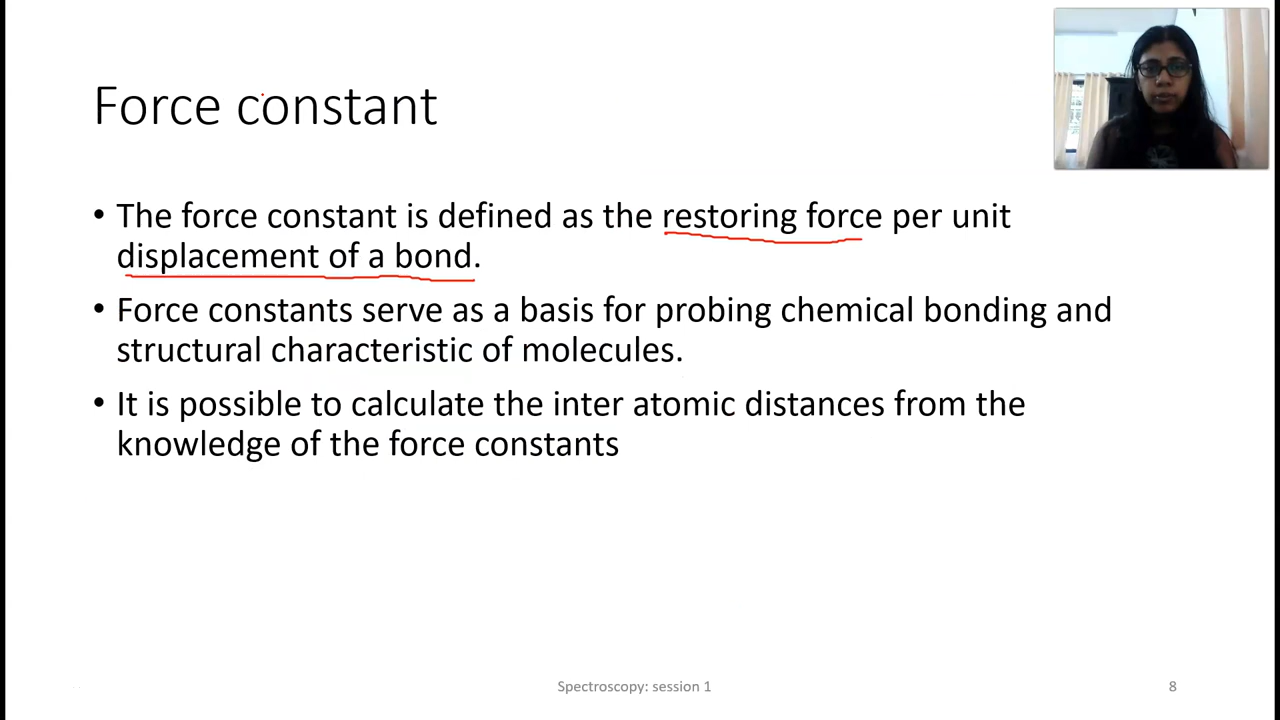 Force constant
• The force constant is defined as the restoring force per unit
displacement of a bond.
• Force constants serve as a basis for probing chemical bonding and
structural characteristic of molecules.
• It is possible to calculate the inter atomic distances from the
knowledge of the force constants
Spectroscopy: session 1
8